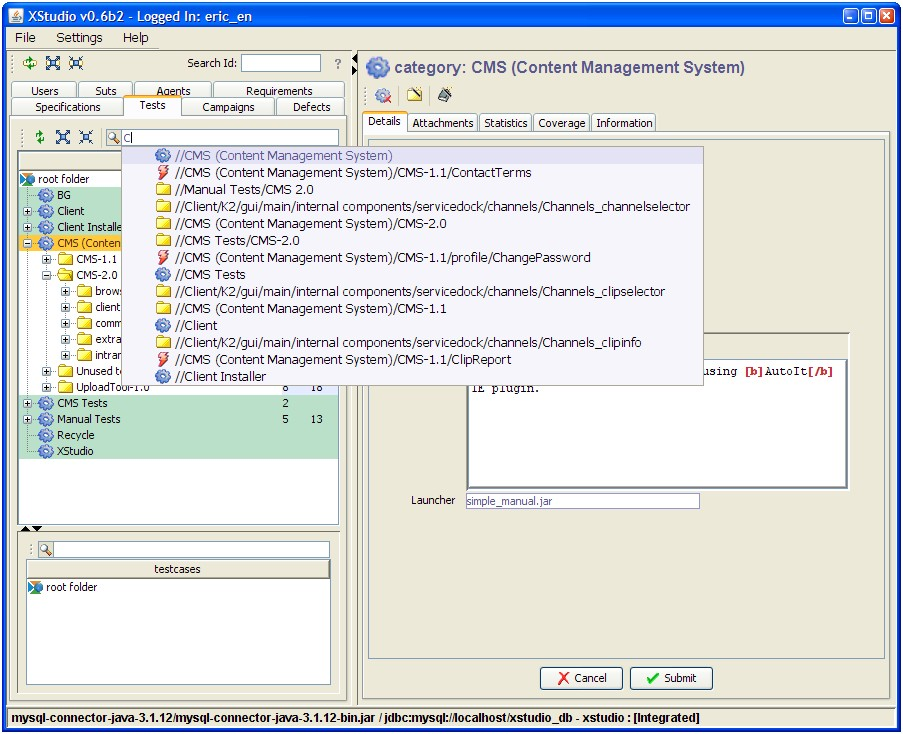 XStudio v0.6b2 - Logged In: eric_en
File Settings Help
Search Id: ?
Users Suts Agents Requirements
Specifications Tests Campaigns Defects
C
//CMS (Content Management System)
//CMS (Content Management System)/CMS-1.1/ContactTerms
//Manual Tests/CMS 2.0
//Client/K2/gui/main/internal components/servicedock/channels/Channels_channelselector
//CMS (Content Management System)/CMS-2.0
//CMS Tests/CMS-2.0
//CMS (Content Management System)/CMS-1.1/profile/ChangePassword
//CMS Tests
//Client/K2/gui/main/internal components/servicedock/channels/Channels_clipselector
//CMS (Content Management System)/CMS-1.1
//Client
//Client/K2/gui/main/internal components/servicedock/channels/Channels_clipinfo
//CMS (Content Management System)/CMS-1.1/ClipReport
//Client Installer
root folder
BG
Client
Client Installe
CMS (Conten
CMS-1.1
CMS-2.0
brow
client
comm
extra
intran
Unused t
UploadTool-1.0 8 18
CMS Tests 2
Manual Tests 5 13
Recycle
XStudio
testcases
root folder
category: CMS (Content Management System)
Details Attachments Statistics Coverage Information
using [b]AutoIt[/b]
IE plugin.
Launcher simple_manual.jar
Cancel Submit
mysql-connector-java-3.1.12/mysql-connector-java-3.1.12-bin.jar / jdbc:mysql://localhost/xstudio_db - xstudio : [Integrated]